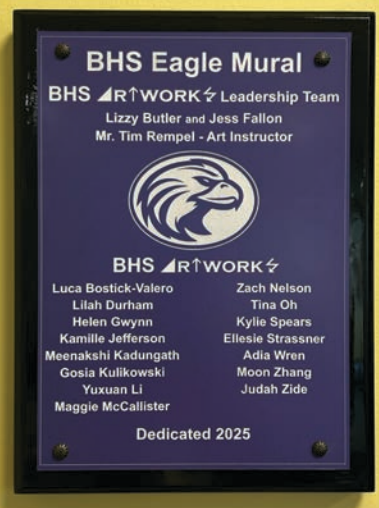 BHS Eagle Mural
BHS ARTWORKS Leadership Team
Lizzy Butler and Jess Fallon
Mr. Tim Rempel - Art Instructor
BHS ARTWORKS
Luca Bostick-Valero
Lilah Durham
Helen Gwynn
Kamille Jefferson
Meenakshi Kadungath
Gosia Kulikowski
Yuxuan Li
Maggie McCallister
Zach Nelson
Tina Oh
Kylie Spears
Ellesie Strassner
Adia Wren
Moon Zhang
Judah Zide
Dedicated 2025